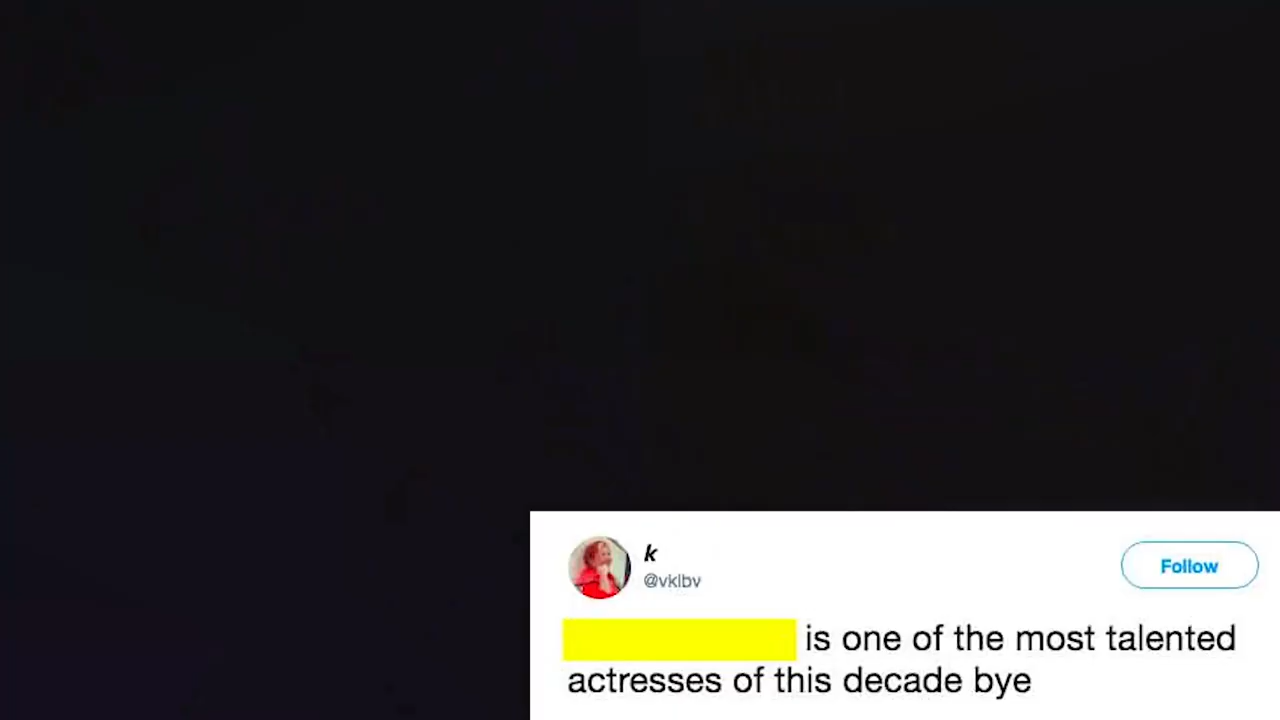 k
@vklbv
Follow
is one of the most talented
actresses of this decade bye